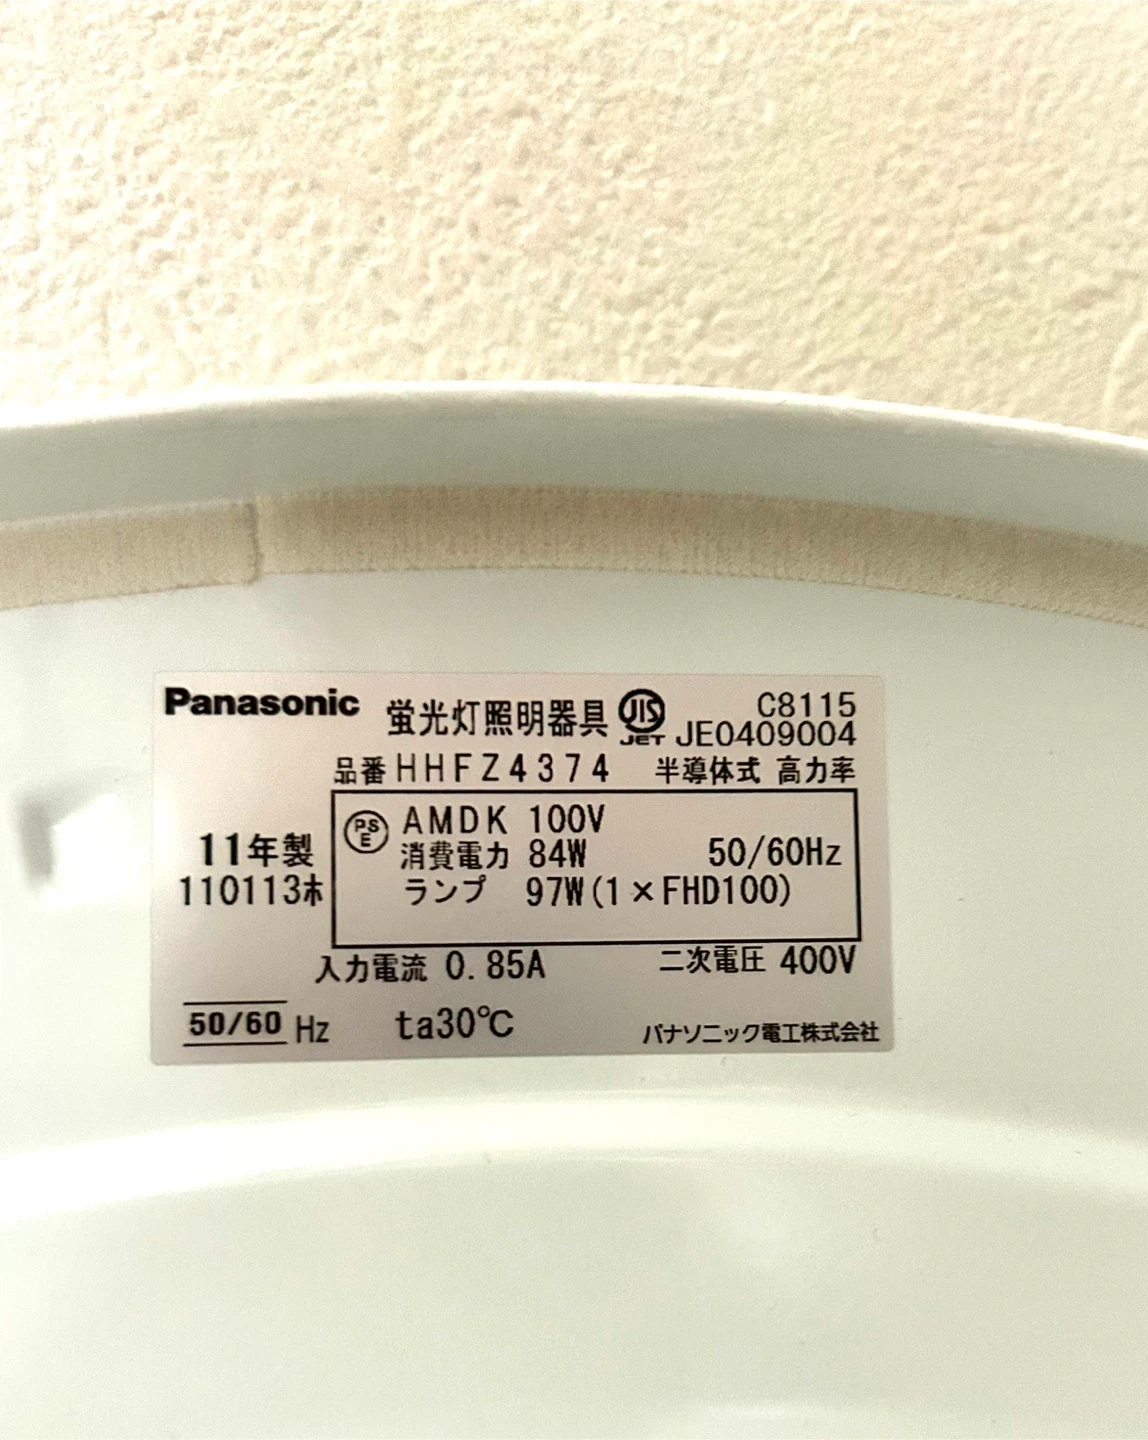 Panasonic 蛍光灯照明器具 JIS C8115
JET JE0409004
品番 HHFZ4374 半導体式 高力率
PSE AMDK 100V
11年製 消費電力 84W 50/60Hz
110113ホ ランプ 97W(1×FHD100)
入力電流 0.85A 二次電圧 400V
50/60 Hz ta30℃ パナソニック電工株式会社